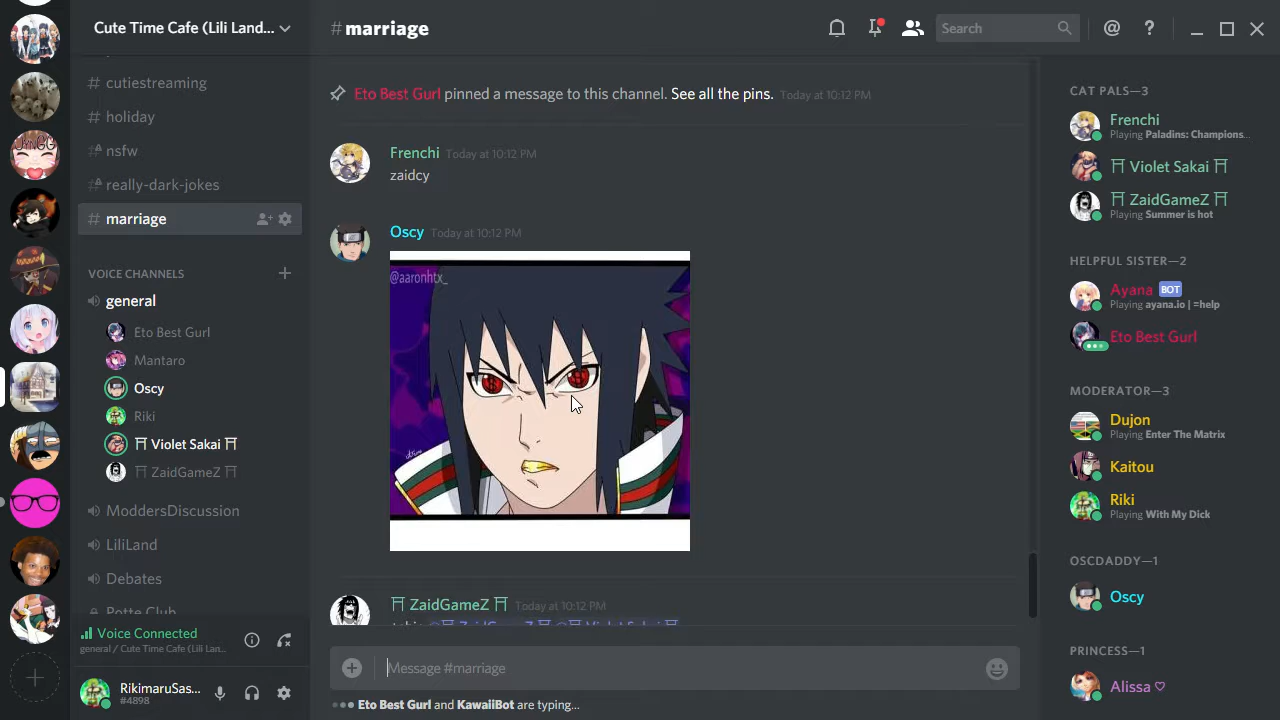 Cute Time Cafe (Lili Land...
# cutiestreaming
# holiday
# nsfw
# really-dark-jokes
# marriage
VOICE CHANNELS
general
Eto Best Gurl
Mantaro
Oscy
Riki
⛩ Violet Sakai ⛩
⛩ ZaidGameZ ⛩
ModdersDiscussion
LiliLand
Debates
Potte Club
Voice Connected
general / Cute Time Cafe (Lili Lan...
RikimaruSas...
#4898
#marriage
Search
Eto Best Gurl pinned a message to this channel. See all the pins. Today at 10:12 PM
Frenchi Today at 10:12 PM
zaidcy
Oscy Today at 10:12 PM
@aaronhtx_
⛩ ZaidGameZ ⛩ Today at 10:12 PM
@⛩ ZaidGameZ ⛩ @⛩ Violet Sakai ⛩
Message #marriage
Eto Best Gurl and KawaiiBot are typing...
CAT PALS—3
Frenchi
Playing Paladins: Champions...
⛩ Violet Sakai ⛩
⛩ ZaidGameZ ⛩
Playing Summer is hot
HELPFUL SISTER—2
Ayana BOT
Playing ayana.io | =help
Eto Best Gurl
MODERATOR—3
Dujon
Playing Enter The Matrix
Kaitou
Riki
Playing With My Dick
OSCDADDY—1
Oscy
PRINCESS—1
Alissa ♡